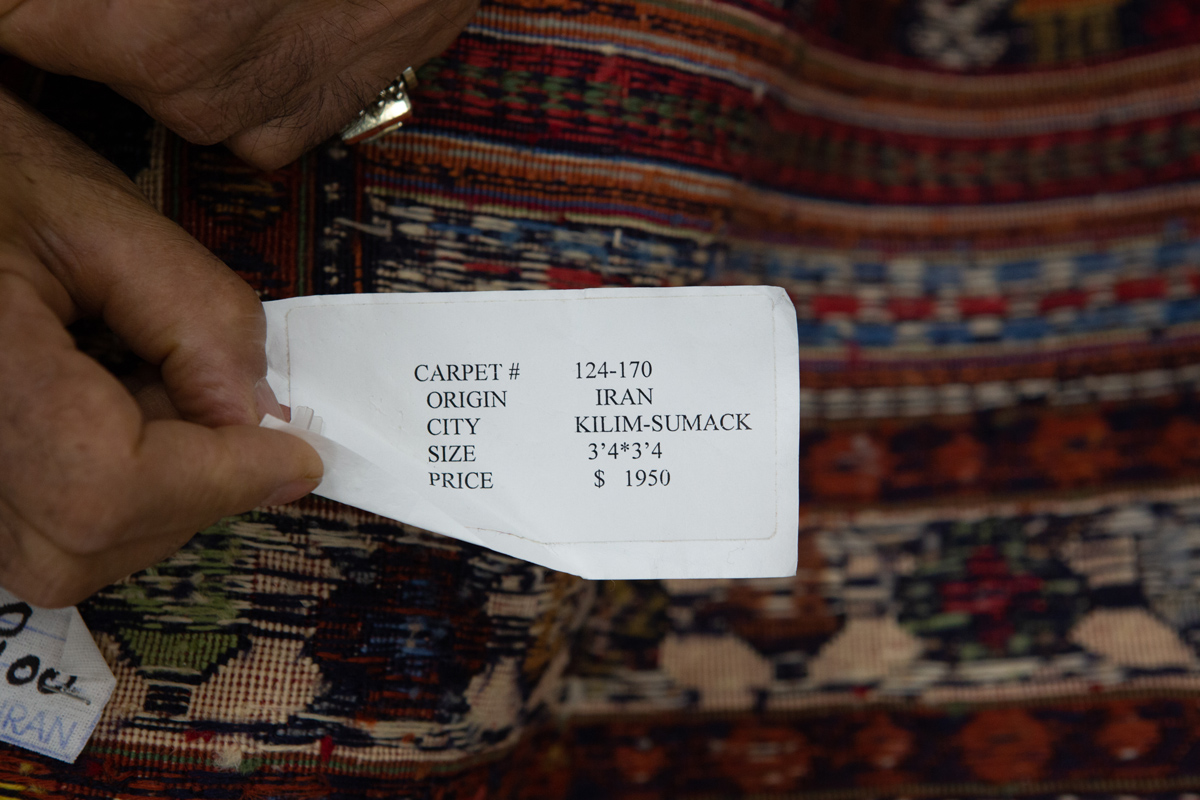 CARPET # 124-170
ORIGIN IRAN
CITY KILIM-SUMACK
SIZE 3'4*3'4
PRICE $ 1950
IRAN